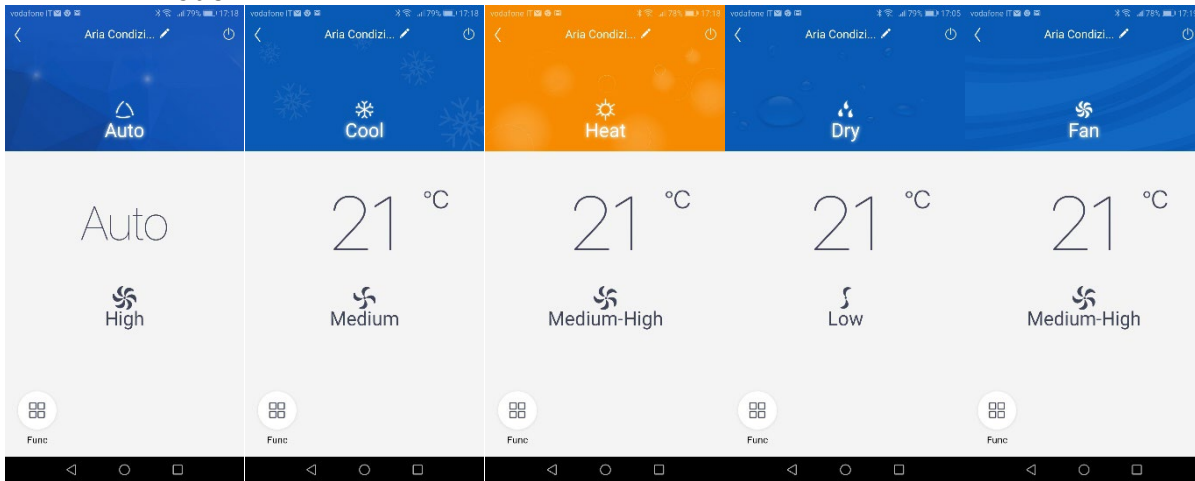 vodafone IT 79% 17:18
Aria Condizi...
Auto
Auto
High
Func
vodafone IT 79% 17:18
Aria Condizi...
Cool
21 °C
Medium
Func
vodafone IT 78% 17:18
Aria Condizi...
Heat
21 °C
Medium-High
Func
vodafone IT 79% 17:05
Aria Condizi...
Dry
21 °C
Low
Func
vodafone IT 78%
Aria Condizi...
Fan
21 °C
Medium-High
Func